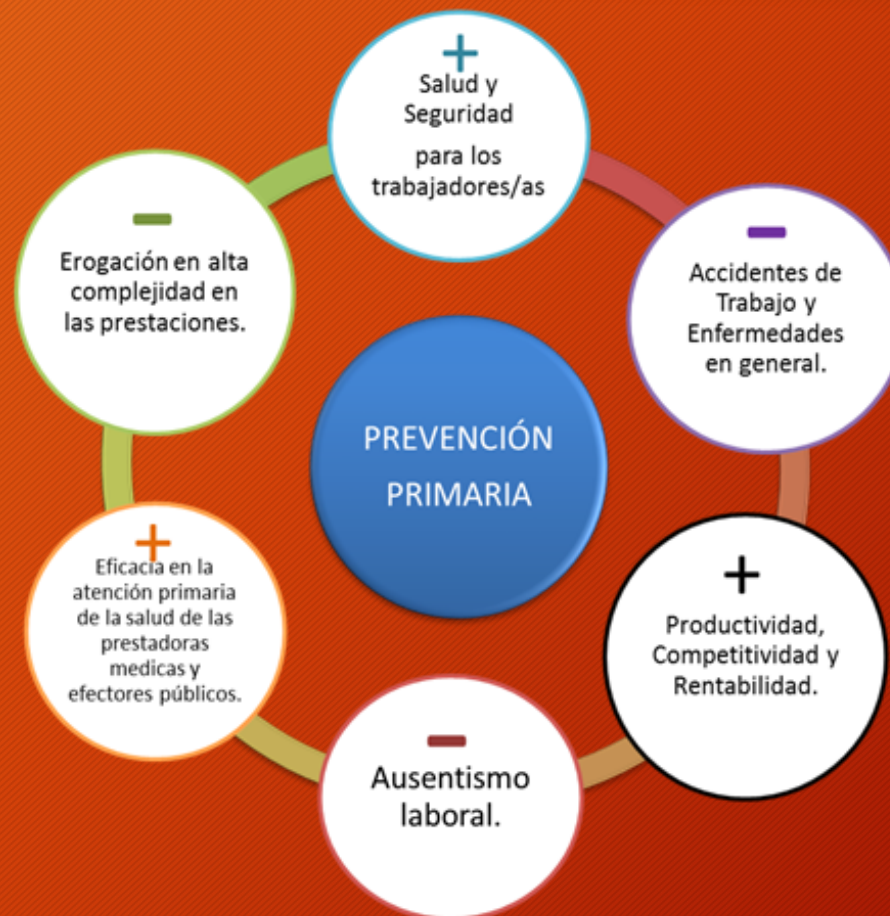 +
Salud y
Seguridad
para los
trabajadores/as
-
Accidentes de
Trabajo y
Enfermedades
en general.
+
Productividad,
Competitividad y
Rentabilidad.
-
Ausentismo
laboral.
+
Eficacia en la
atención primaria
de la salud de las
prestadoras
medicas y
efectores públicos.
-
Erogación en alta
complejidad en
las prestaciones.
PREVENCIÓN
PRIMARIA